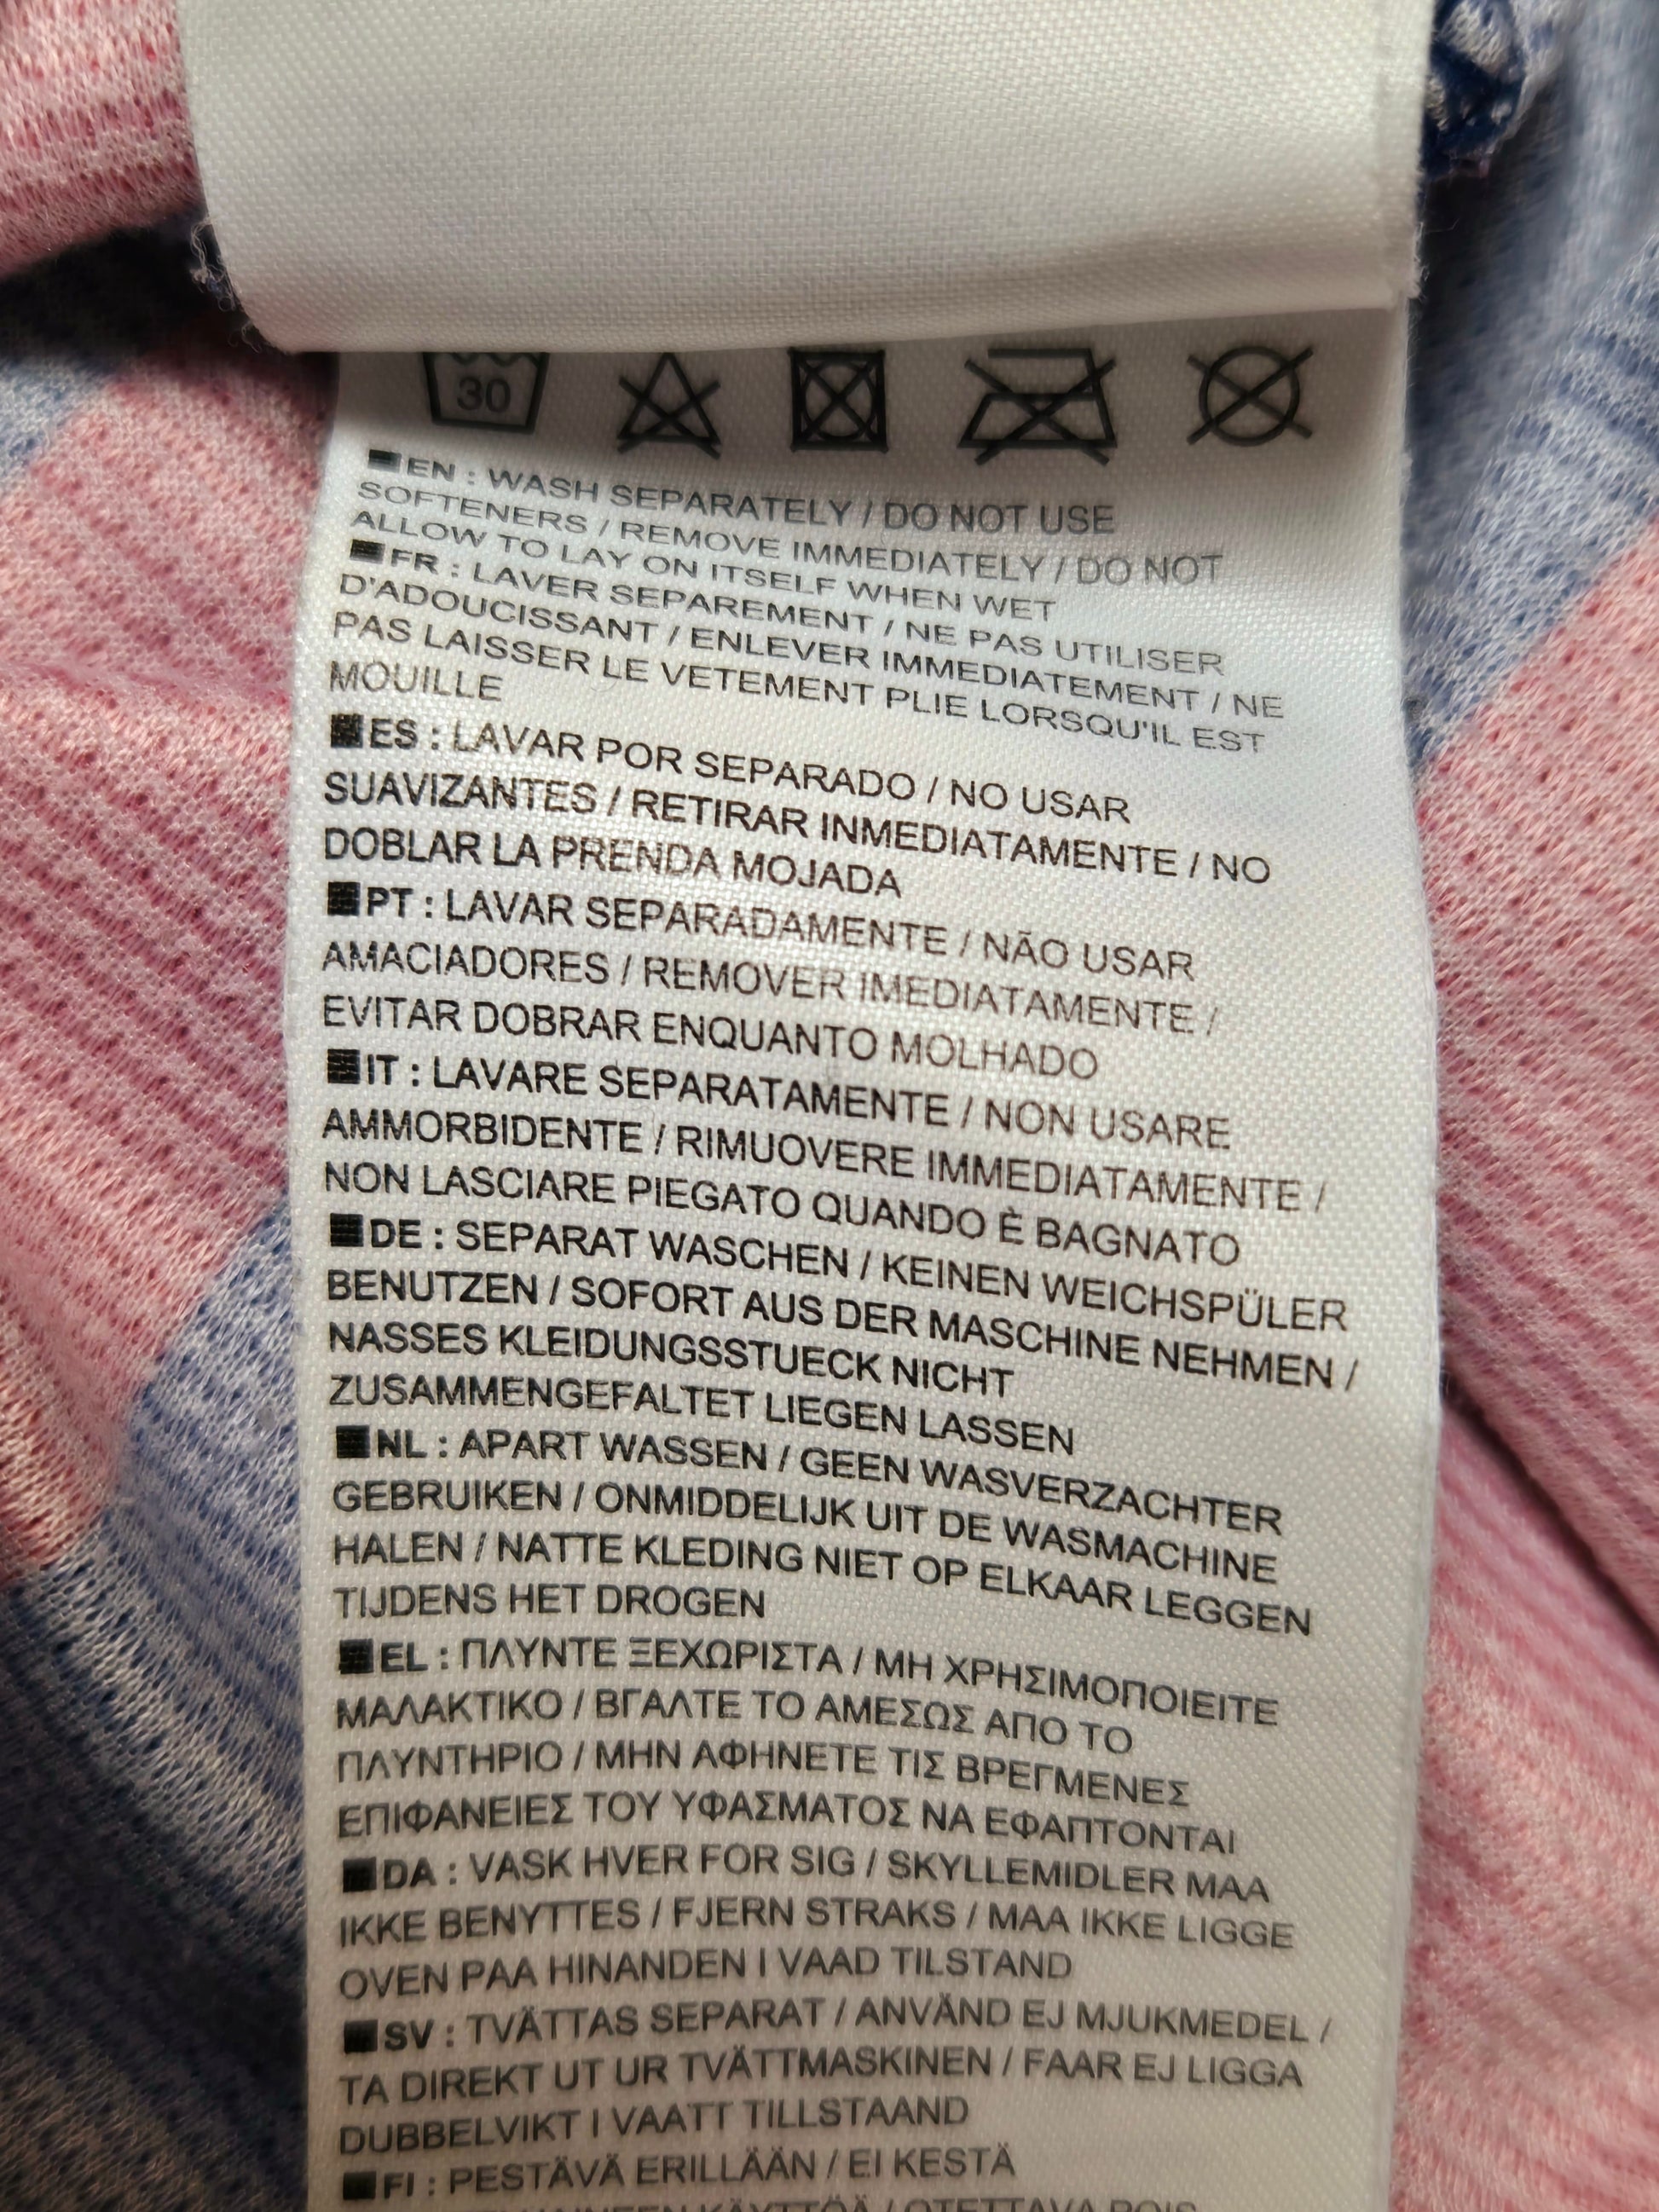 30
EN : WASH SEPARATELY / DO NOT USE
SOFTENERS / REMOVE IMMEDIATELY / DO NOT
ALLOW TO LAY ON ITSELF WHEN WET
FR : LAVER SEPAREMENT / NE PAS UTILISER
D'ADOUCISSANT / ENLEVER IMMEDIATEMENT / NE
PAS LAISSER LE VETEMENT PLIE LORSQU'IL EST
MOUILLE
ES : LAVAR POR SEPARADO / NO USAR
SUAVIZANTES / RETIRAR INMEDIATAMENTE / NO
DOBLAR LA PRENDA MOJADA
PT : LAVAR SEPARADAMENTE / NÃO USAR
AMACIADORES / REMOVER IMEDIATAMENTE /
EVITAR DOBRAR ENQUANTO MOLHADO
IT : LAVARE SEPARATAMENTE / NON USARE
AMMORBIDENTE / RIMUOVERE IMMEDIATAMENTE /
NON LASCIARE PIEGATO QUANDO È BAGNATO
DE : SEPARAT WASCHEN / KEINEN WEICHSPÜLER
BENUTZEN / SOFORT AUS DER MASCHINE NEHMEN /
NASSES KLEIDUNGSSTUECK NICHT
ZUSAMMENGEFALTET LIEGEN LASSEN
NL : APART WASSEN / GEEN WASVERZACHTER
GEBRUIKEN / ONMIDDELIJK UIT DE WASMACHINE
HALEN / NATTE KLEDING NIET OP ELKAAR LEGGEN
TIJDENS HET DROGEN
EL : ΠΛΥΝΤΕ ΞΕΧΩΡΙΣΤΑ / ΜΗ ΧΡΗΣΙΜΟΠΟΙΕΙΤΕ
ΜΑΛΑΚΤΙΚΟ / ΒΓΑΛΤΕ ΤΟ ΑΜΕΣΩΣ ΑΠΟ ΤΟ
ΠΛΥΝΤΗΡΙΟ / ΜΗΝ ΑΦΗΝΕΤΕ ΤΙΣ ΒΡΕΓΜΕΝΕΣ
ΕΠΙΦΑΝΕΙΕΣ ΤΟΥ ΥΦΑΣΜΑΤΟΣ ΝΑ ΕΦΑΠΤΟΝΤΑΙ
DA : VASK HVER FOR SIG / SKYLLEMIDLER MAA
IKKE BENYTTES / FJERN STRAKS / MAA IKKE LIGGE
OVEN PAA HINANDEN I VAAD TILSTAND
SV : TVÄTTAS SEPARAT / ANVÄND EJ MJUKMEDEL /
TA DIREKT UT UR TVÄTTMASKINEN / FAAR EJ LIGGA
DUBBELVIKT I VAATT TILLSTAAND
FI : PESTÄVÄ ERILLÄÄN / EI KESTÄ
KÄYTTÖÄ / OTETTAVA POIS